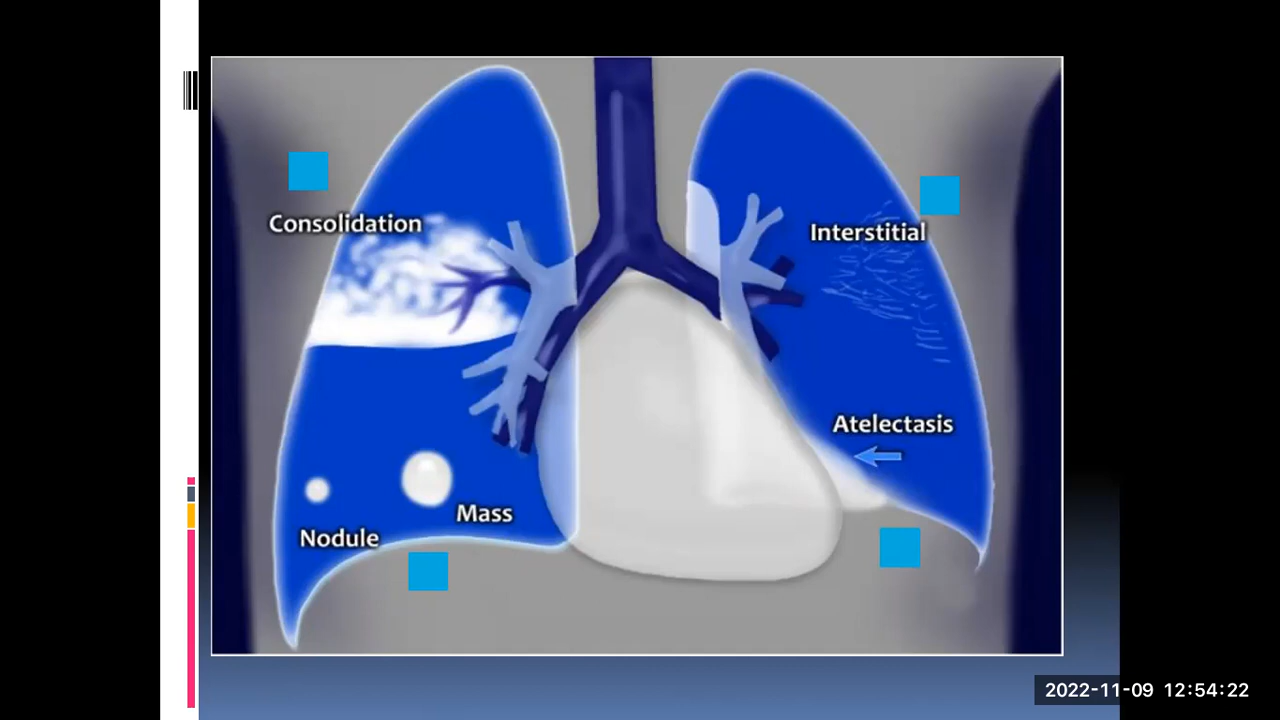 Consolidation
Interstitial
Atelectasis
Mass
Nodule
2022-11-09 12:54:22